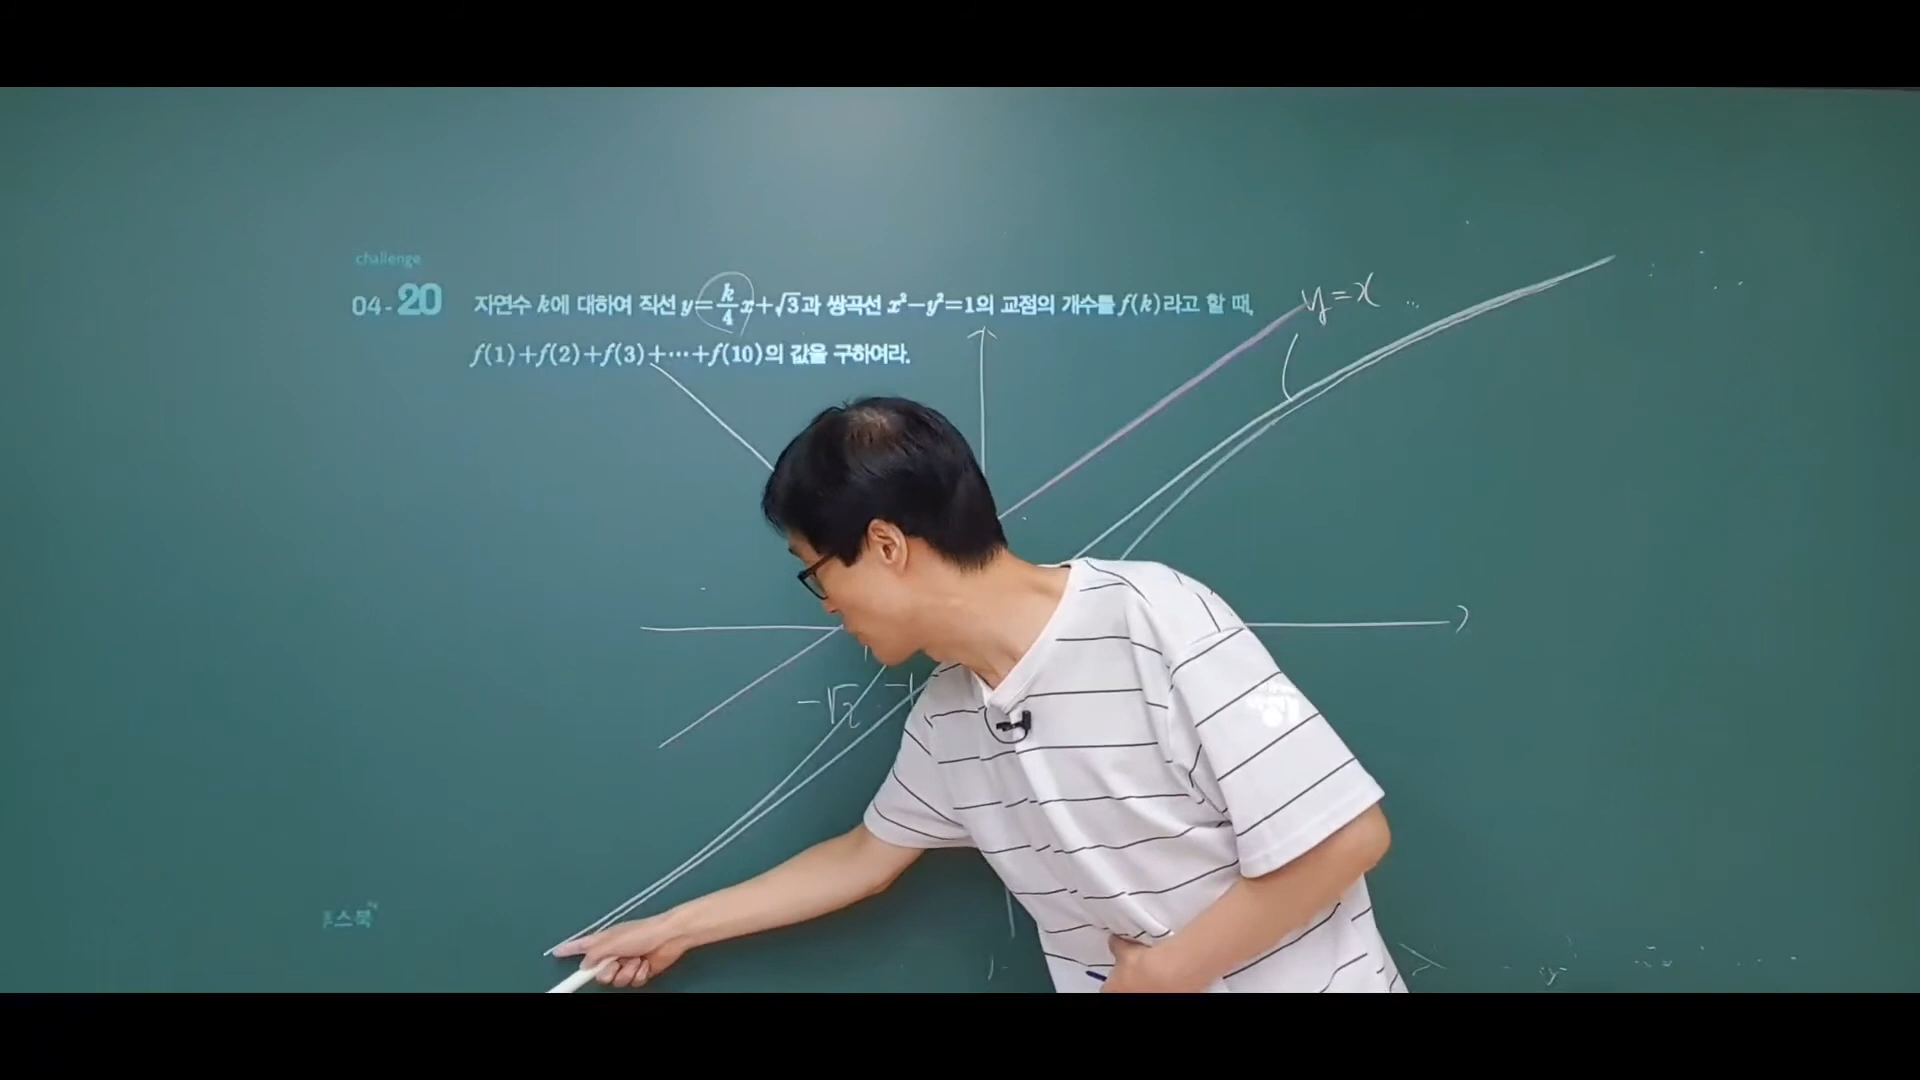 challenge
04-20 자연수 k에 대하여 직선 y=k/4x+√3과 쌍곡선 x²-y²=1의 교점의 개수를 f(k)라고 할 때,
f(1)+f(2)+f(3)+⋯+f(10)의 값을 구하여라.
y=x
-√2 -1
스북